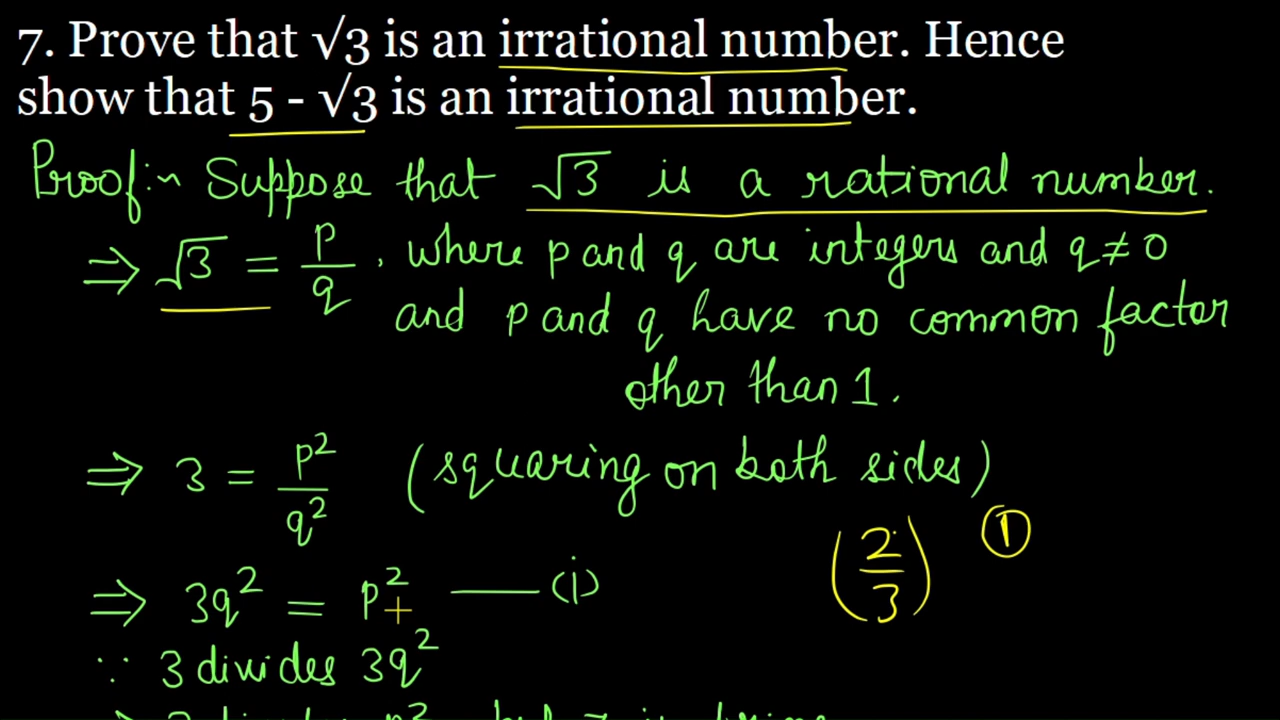 7. Prove that √3 is an irrational number. Hence
show that 5 - √3 is an irrational number.
Proof:~ Suppose that √3 is a rational number.
⇒ √3 = p/q, where p and q are integers and q ≠ 0
and p and q have no common factor
other than 1.
⇒ 3 = p²/q² (squaring on both sides)
(2/3) ①
⇒ 3q² = p² —— (i)
∵ 3 divides 3q²